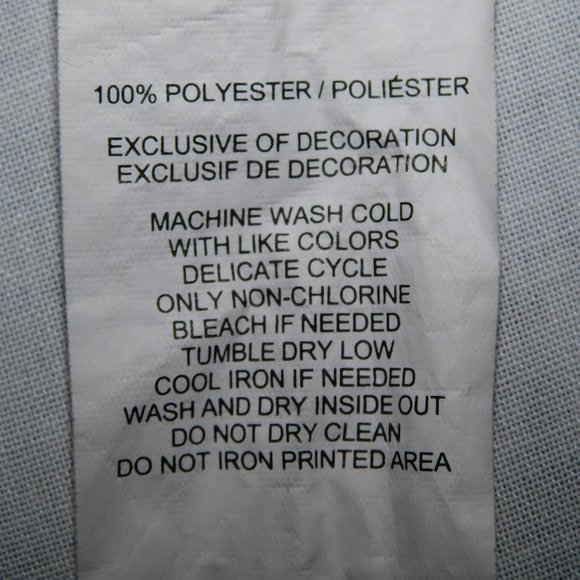 100% POLYESTER / POLIÉSTER
EXCLUSIVE OF DECORATION
EXCLUSIF DE DECORATION
MACHINE WASH COLD
WITH LIKE COLORS
DELICATE CYCLE
ONLY NON-CHLORINE
BLEACH IF NEEDED
TUMBLE DRY LOW
COOL IRON IF NEEDED
WASH AND DRY INSIDE OUT
DO NOT DRY CLEAN
DO NOT IRON PRINTED AREA